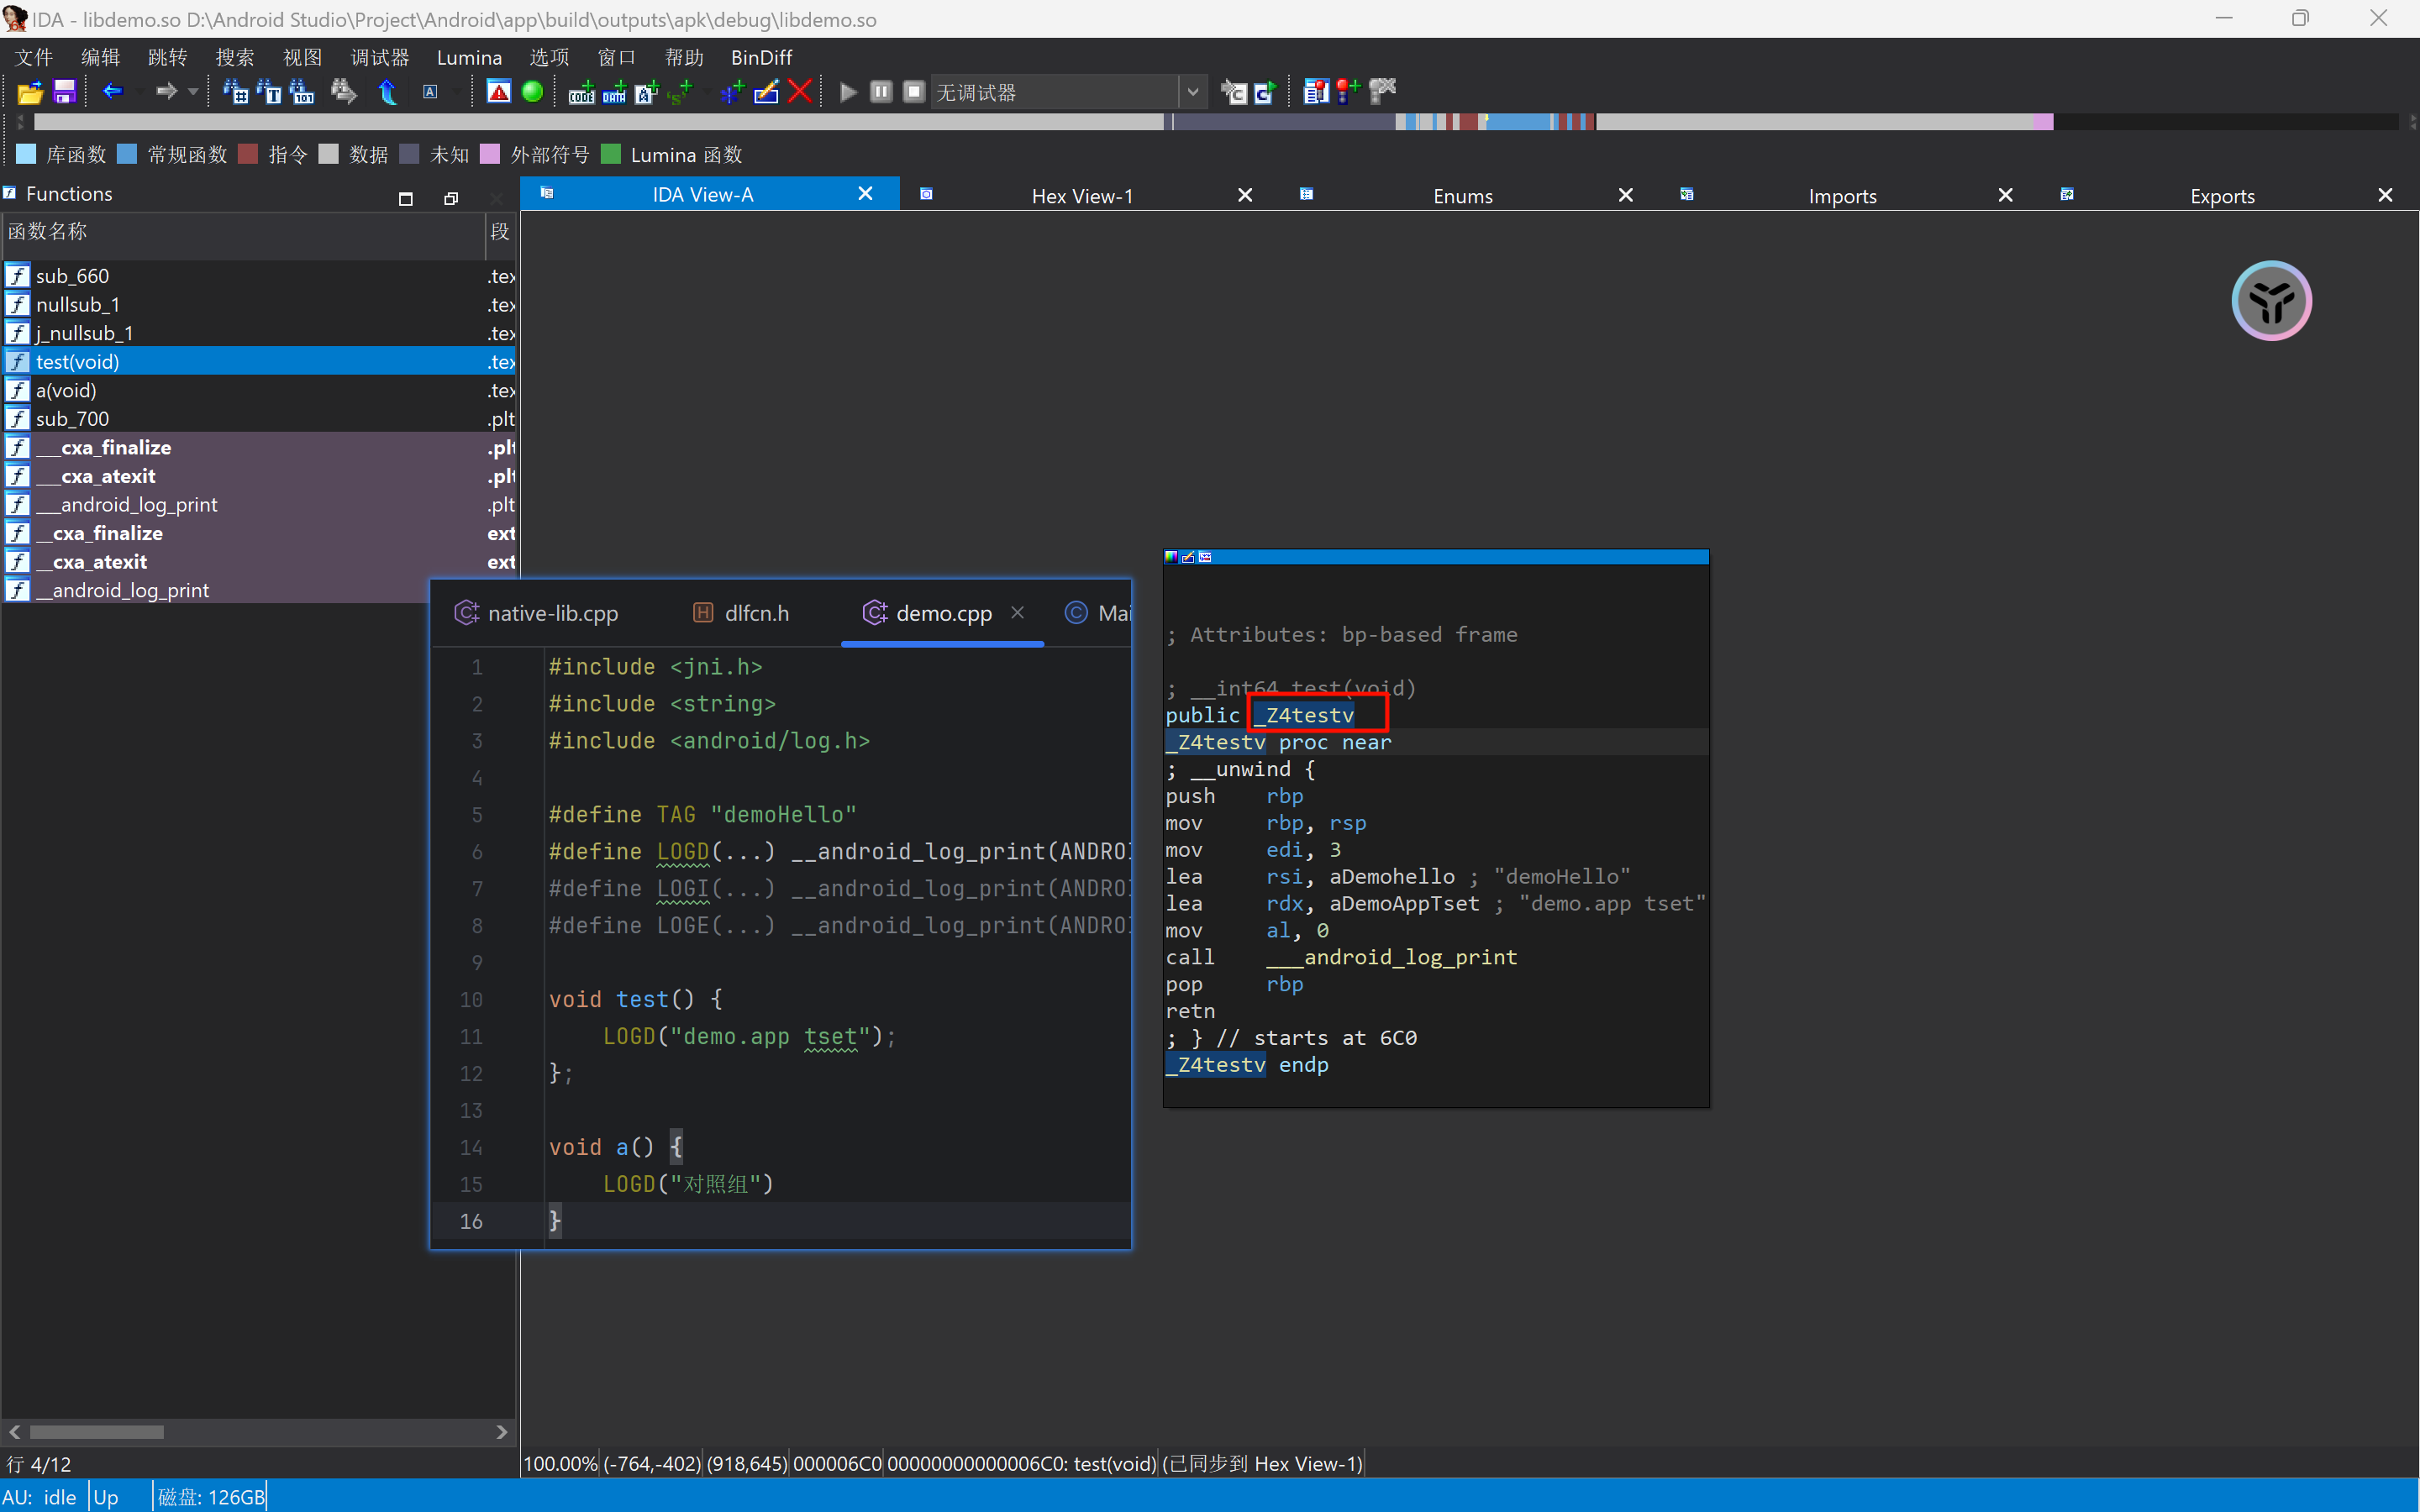 IDA - libdemo.so D:\Android Studio\Project\Android\app\build\outputs\apk\debug\libdemo.so
文件 编辑 跳转 搜索 视图 调试器 Lumina 选项 窗口 帮助 BinDiff
无调试器
库函数 常规函数 指令 数据 未知 外部符号 Lumina 函数
Functions
函数名称 段
sub_660 .tex
nullsub_1 .tex
j_nullsub_1 .tex
test(void) .tex
a(void) .tex
sub_700 .plt
___cxa_finalize .plt
___cxa_atexit .plt
___android_log_print .plt
__cxa_finalize ext
__cxa_atexit ext
__android_log_print
行 4/12
IDA View-A Hex View-1 Enums Imports Exports
native-lib.cpp dlfcn.h demo.cpp Mai
1 #include <jni.h>
2 #include <string>
3 #include <android/log.h>
4
5 #define TAG "demoHello"
6 #define LOGD(...) __android_log_print(ANDROI
7 #define LOGI(...) __android_log_print(ANDROI
8 #define LOGE(...) __android_log_print(ANDROI
9
10 void test() {
11 LOGD("demo.app tset");
12 };
13
14 void a() {
15 LOGD("对照组")
16 }
; Attributes: bp-based frame
; __int64 test(void)
public _Z4testv
_Z4testv proc near
; __unwind {
push rbp
mov rbp, rsp
mov edi, 3
lea rsi, aDemohello ; "demoHello"
lea rdx, aDemoAppTset ; "demo.app tset"
mov al, 0
call ___android_log_print
pop rbp
retn
; } // starts at 6C0
_Z4testv endp
100.00% (-764,-402) (918,645) 000006C0 00000000000006C0: test(void) (已同步到 Hex View-1)
AU: idle Up 磁盘: 126GB